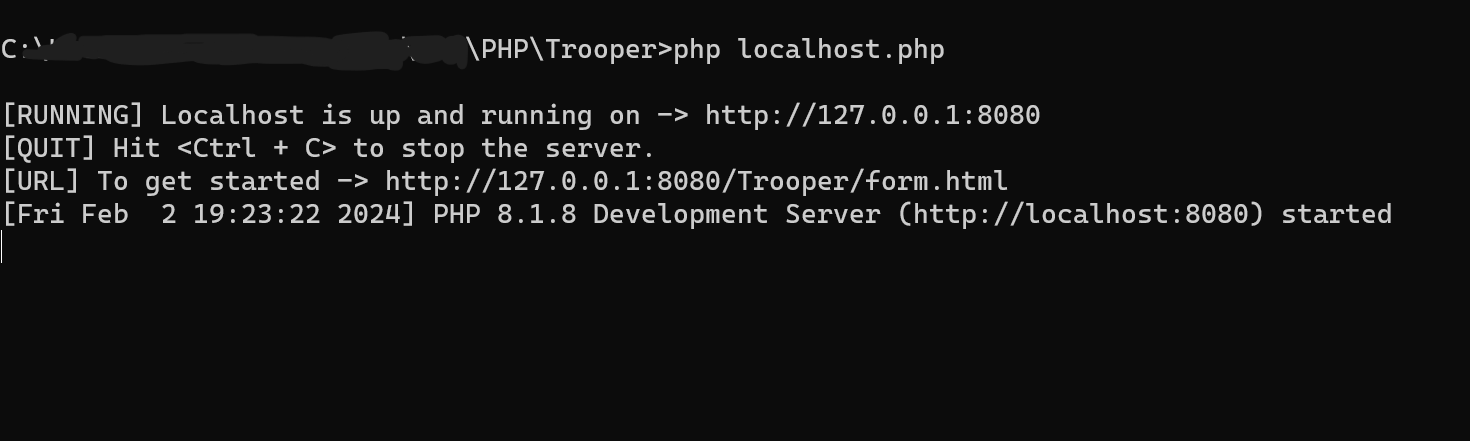 C:\ \PHP\Trooper>php localhost.php
[RUNNING] Localhost is up and running on -> http://127.0.0.1:8080
[QUIT] Hit <Ctrl + C> to stop the server.
[URL] To get started -> http://127.0.0.1:8080/Trooper/form.html
[Fri Feb  2 19:23:22 2024] PHP 8.1.8 Development Server (http://localhost:8080) started